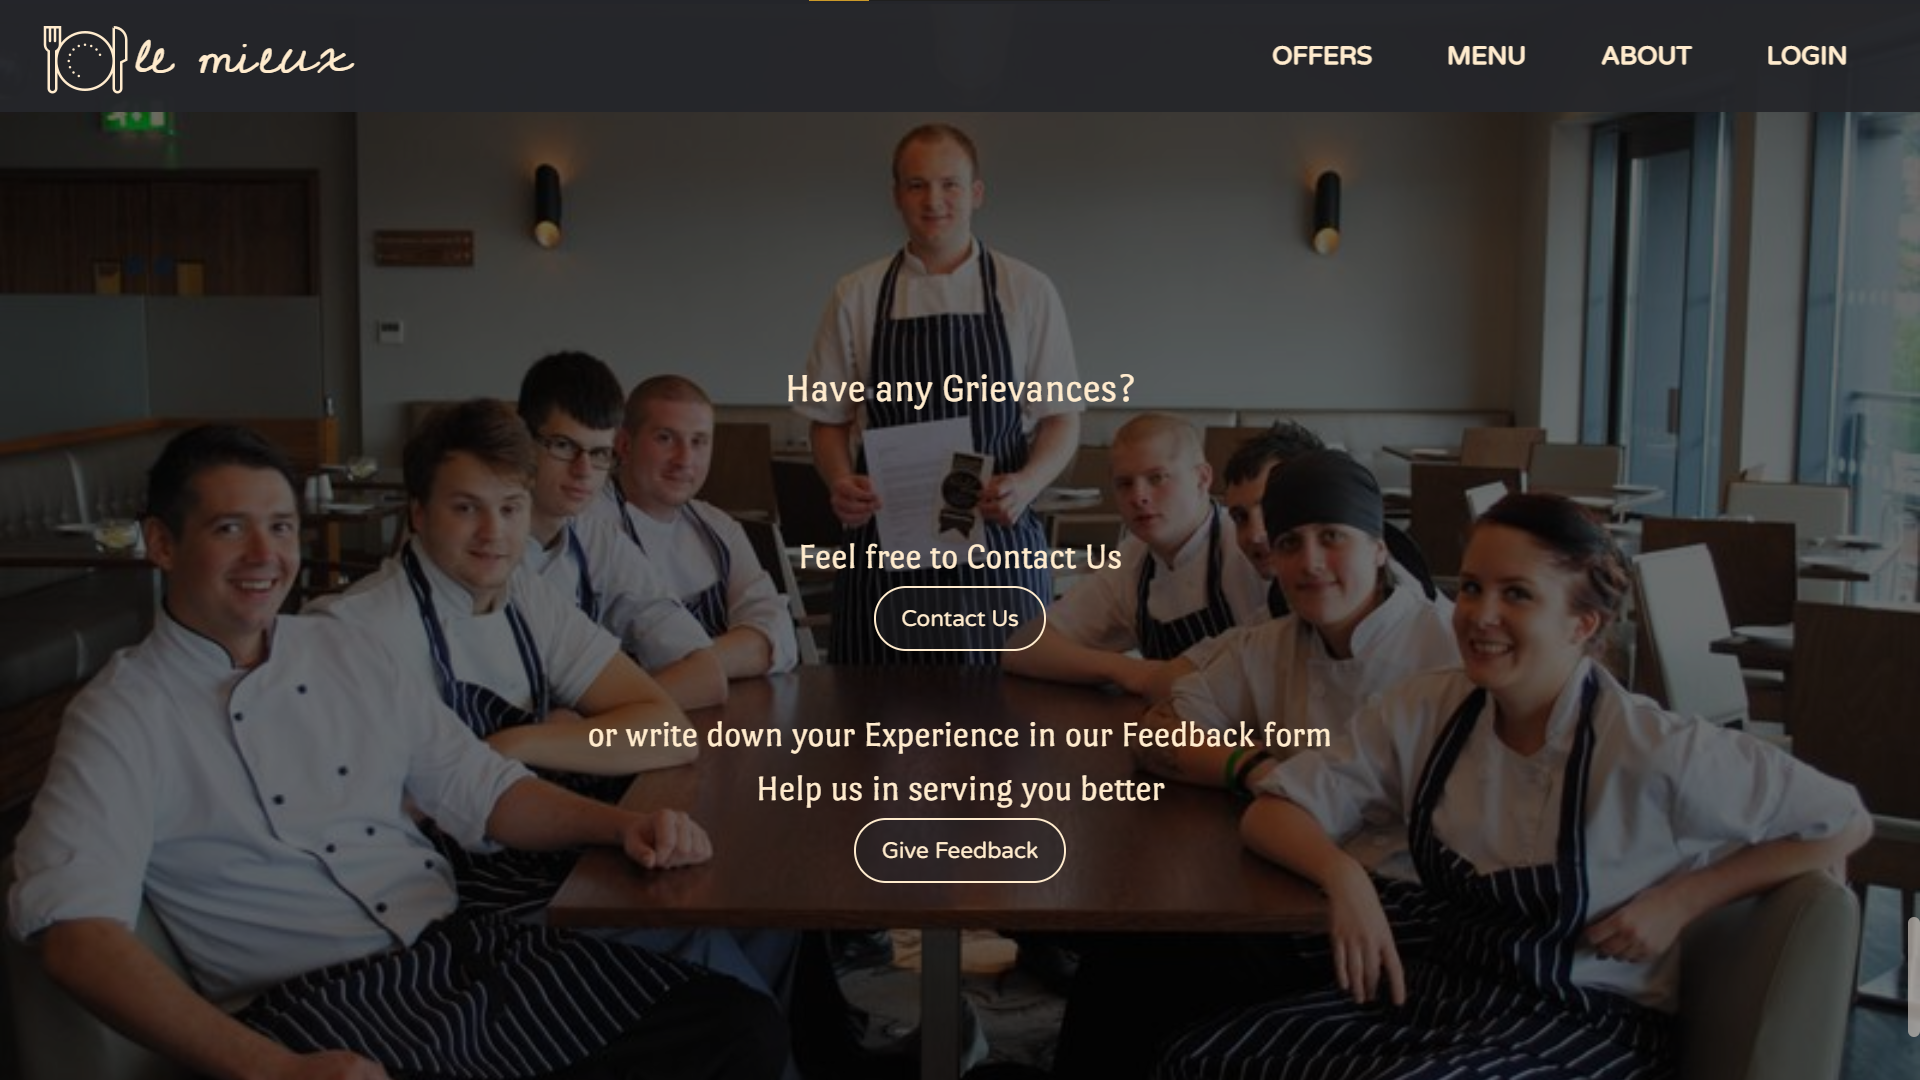 le mieux
OFFERS MENU ABOUT LOGIN
Have any Grievances?
Feel free to Contact Us
Contact Us
or write down your Experience in our Feedback form
Help us in serving you better
Give Feedback